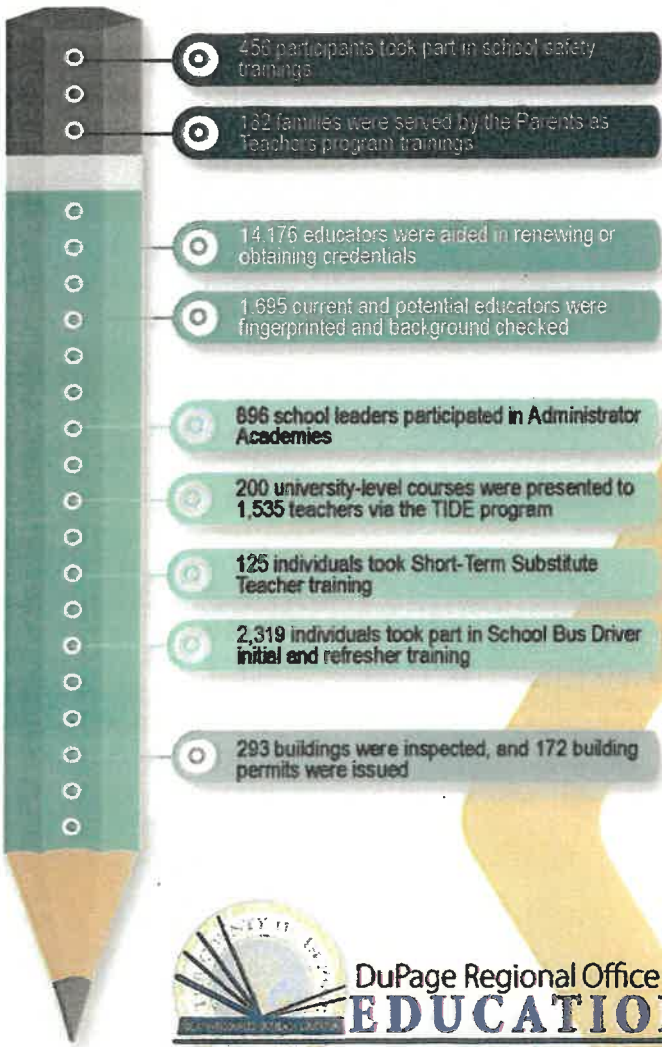 456 participants took part in school safety
trainings
182 families were served by the Parents as
Teachers program trainings
14,176 educators were aided in renewing or
obtaining credentials
1,695 current and potential educators were
fingerprinted and background checked
896 school leaders participated in Administrator
Academies
200 university-level courses were presented to
1,535 teachers via the TIDE program
125 individuals took Short-Term Substitute
Teacher training
2,319 individuals took part in School Bus Driver
initial and refresher training
293 buildings were inspected, and 172 building
permits were issued
DuPage Regional Office
EDUCATIO